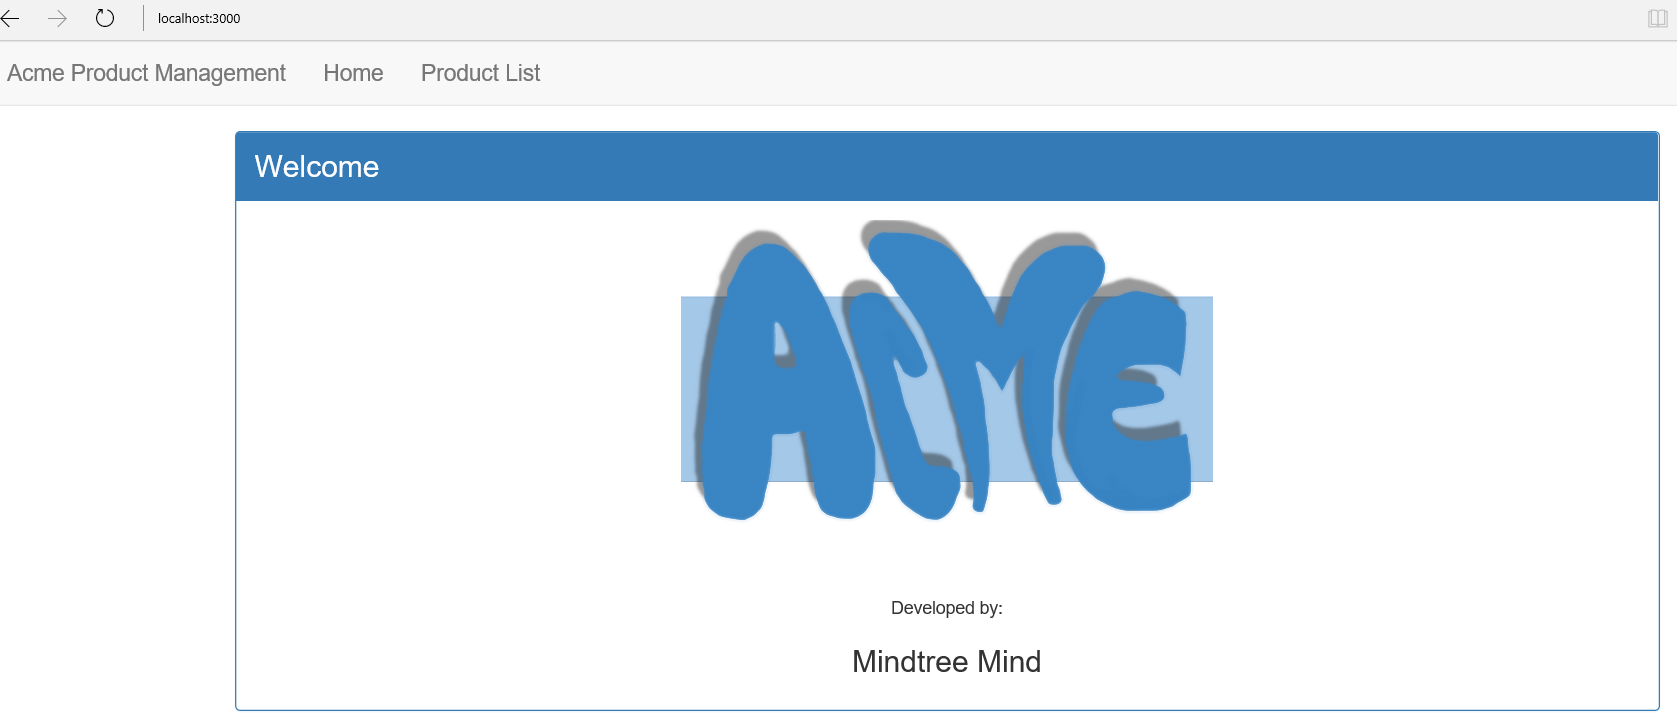 localhost:3000
Acme Product Management Home Product List
Welcome
ACME
Developed by:
Mindtree Mind